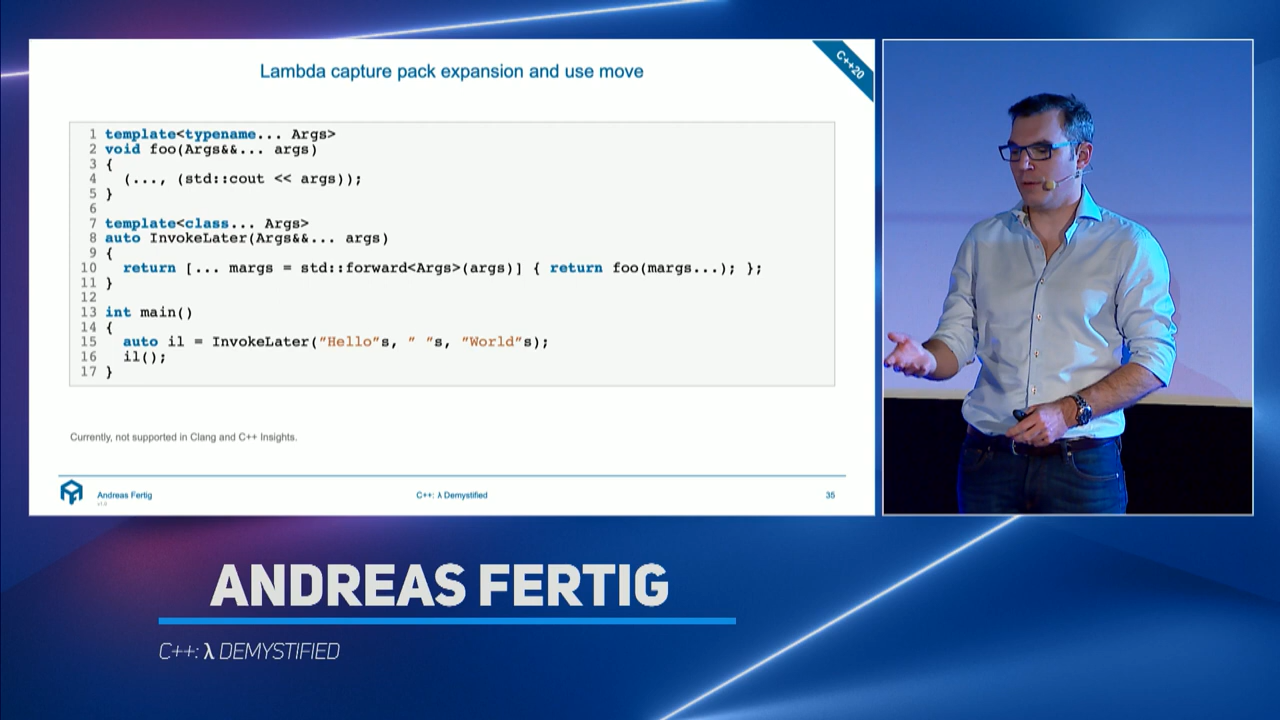 Lambda capture pack expansion and use move
C++20
1 template<typename... Args>
2 void foo(Args&&... args)
3 {
4 (..., (std::cout << args));
5 }
6
7 template<class... Args>
8 auto InvokeLater(Args&&... args)
9 {
10 return [... margs = std::forward<Args>(args)] { return foo(margs...); };
11 }
12
13 int main()
14 {
15 auto il = InvokeLater("Hello"s, " "s, "World"s);
16 il();
17 }
Currently, not supported in Clang and C++ Insights.
Andreas Fertig
v1.0
C++: λ Demystified
35
ANDREAS FERTIG
C++: λ DEMYSTIFIED